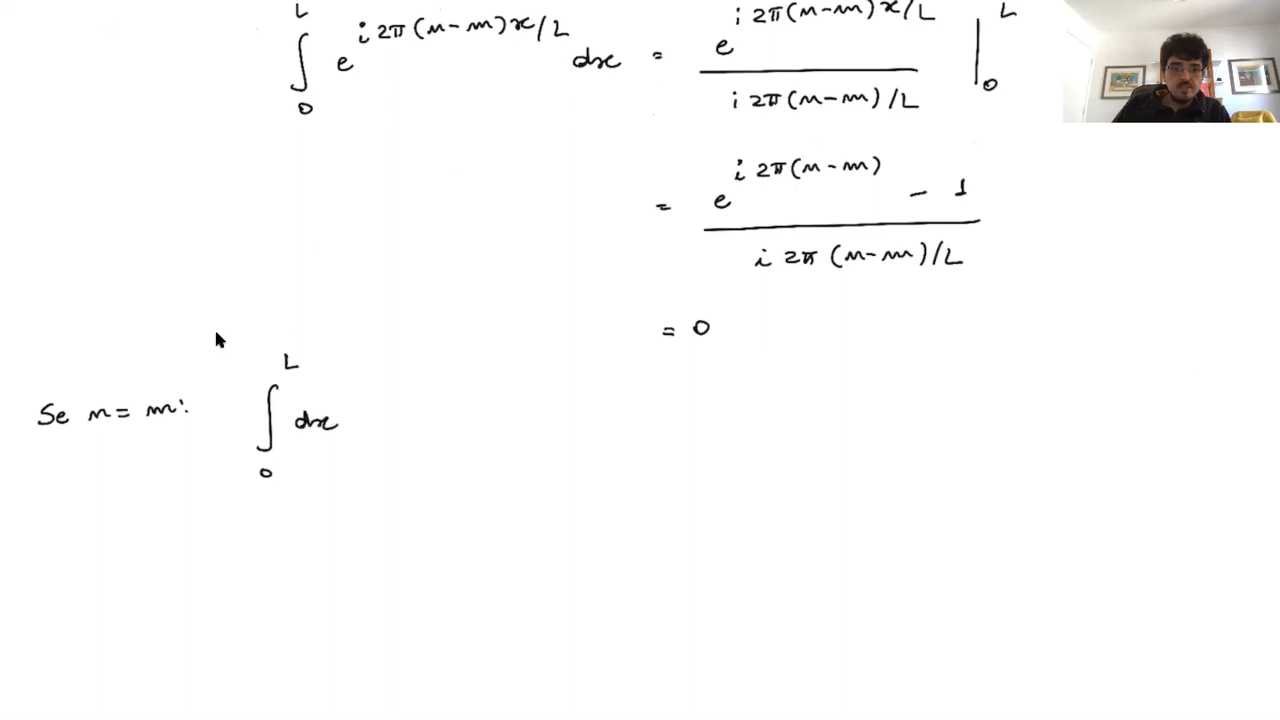 ∫₀ᴸ e^{i 2π(n-m)x/L} dx = e^{i 2π(n-m)x/L} / (i 2π(n-m)/L) |₀ᴸ
= (e^{i 2π(n-m)} - 1) / (i 2π(n-m)/L)
= 0
Se n = m: ∫₀ᴸ dx